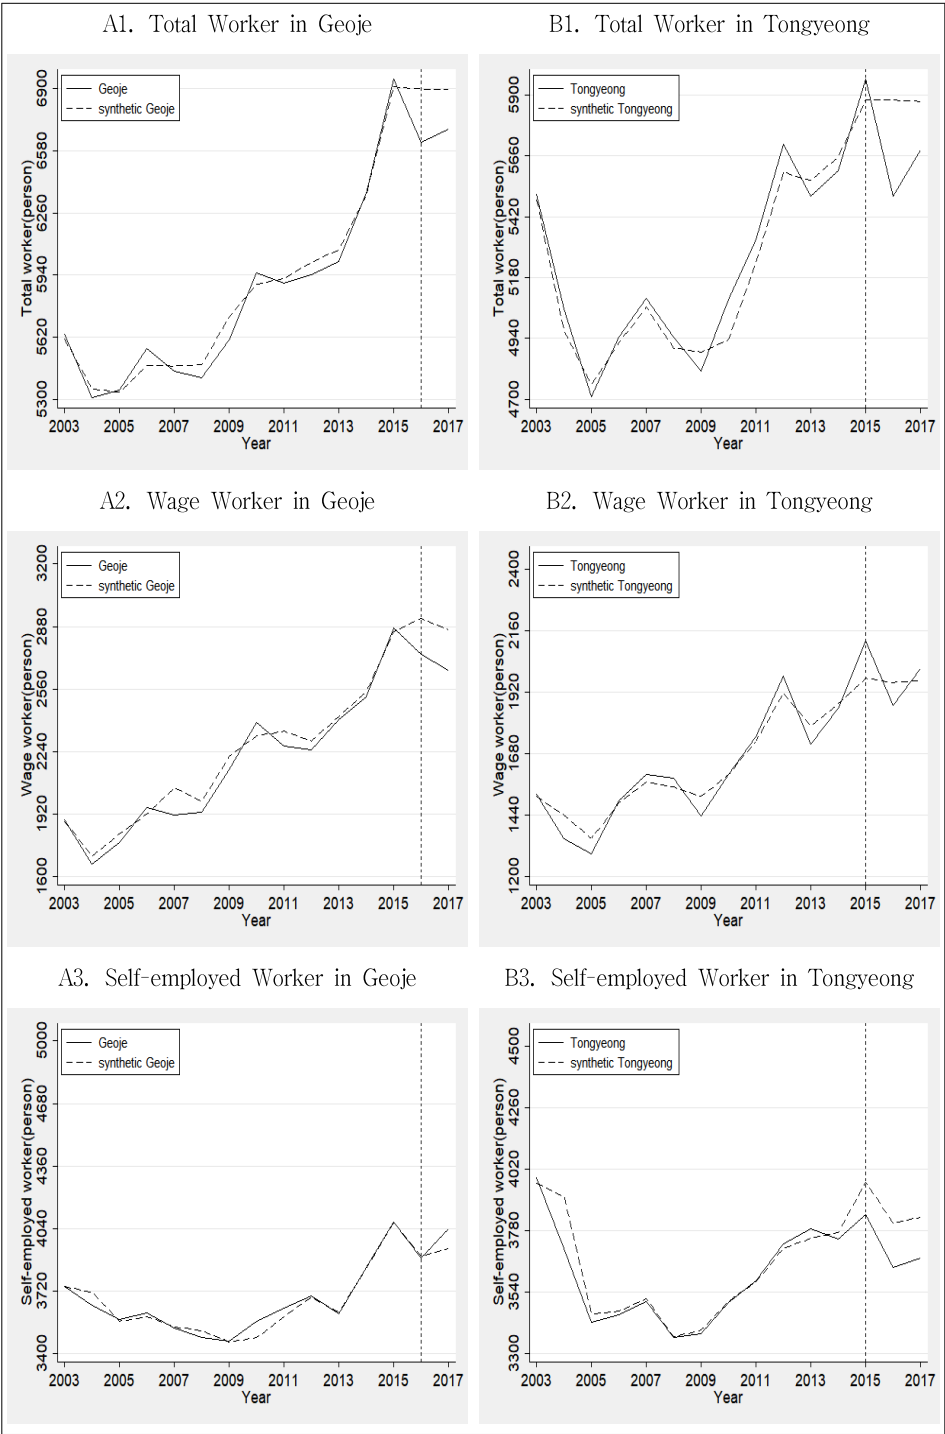 A1. Total Worker in Geoje
Geoje
synthetic Geoje
Total worker(person)
6900
6580
6260
5940
5620
5300
2003 2005 2007 2009 2011 2013 2015 2017
Year
B1. Total Worker in Tongyeong
Tongyeong
synthetic Tongyeong
Total worker(person)
5900
5660
5420
5180
4940
4700
2003 2005 2007 2009 2011 2013 2015 2017
Year
A2. Wage Worker in Geoje
Geoje
synthetic Geoje
Wage worker(person)
3200
2880
2560
2240
1920
1600
2003 2005 2007 2009 2011 2013 2015 2017
Year
B2. Wage Worker in Tongyeong
Tongyeong
synthetic Tongyeong
Wage worker(person)
2400
2160
1920
1680
1440
1200
2003 2005 2007 2009 2011 2013 2015 2017
Year
A3. Self-employed Worker in Geoje
Geoje
synthetic Geoje
Self-employed worker(person)
5000
4680
4360
4040
3720
3400
2003 2005 2007 2009 2011 2013 2015 2017
Year
B3. Self-employed Worker in Tongyeong
Tongyeong
synthetic Tongyeong
Self-employed worker(person)
4500
4260
4020
3780
3540
3300
2003 2005 2007 2009 2011 2013 2015 2017
Year